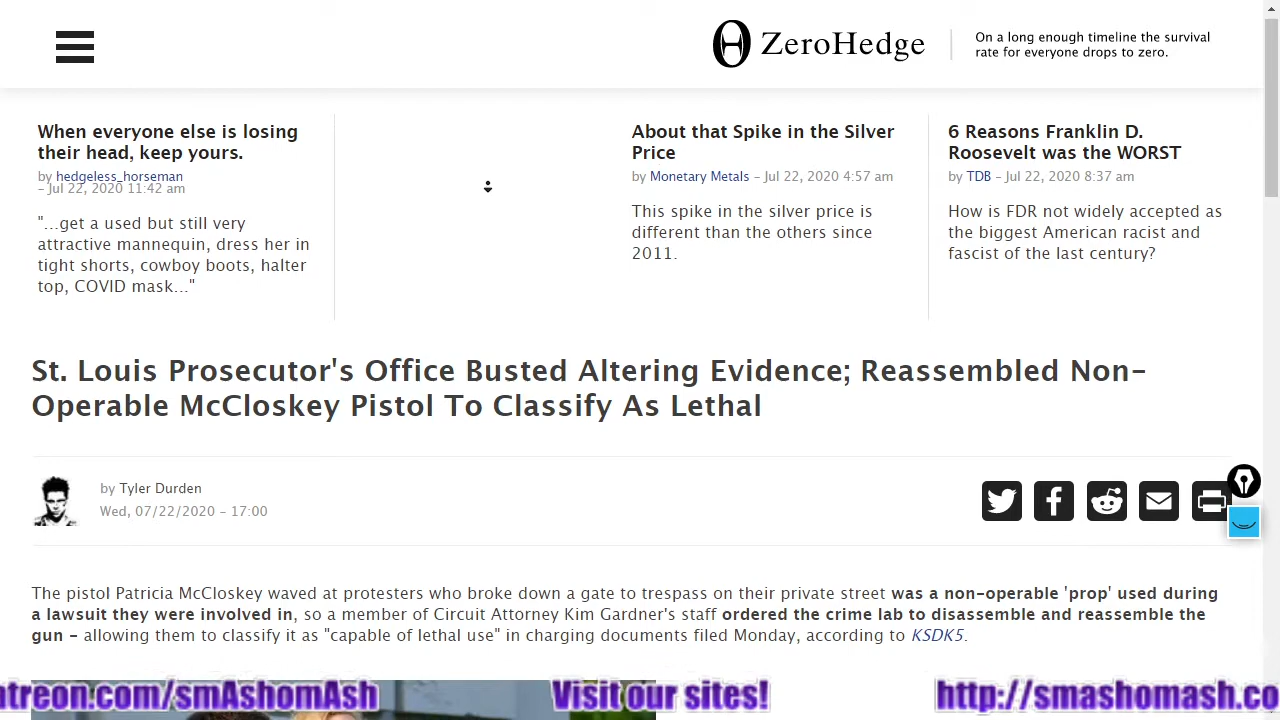 ZeroHedge
On a long enough timeline the survival
rate for everyone drops to zero.
When everyone else is losing
their head, keep yours.
by hedgeless_horseman
– Jul 22, 2020 11:42 am
"...get a used but still very
attractive mannequin, dress her in
tight shorts, cowboy boots, halter
top, COVID mask..."
About that Spike in the Silver
Price
by Monetary Metals – Jul 22, 2020 4:57 am
This spike in the silver price is
different than the others since
2011.
6 Reasons Franklin D.
Roosevelt was the WORST
by TDB – Jul 22, 2020 8:37 am
How is FDR not widely accepted as
the biggest American racist and
fascist of the last century?
St. Louis Prosecutor's Office Busted Altering Evidence; Reassembled Non-
Operable McCloskey Pistol To Classify As Lethal
by Tyler Durden
Wed, 07/22/2020 – 17:00
The pistol Patricia McCloskey waved at protesters who broke down a gate to trespass on their private street was a non-operable 'prop' used during
a lawsuit they were involved in, so a member of Circuit Attorney Kim Gardner's staff ordered the crime lab to disassemble and reassemble the
gun – allowing them to classify it as "capable of lethal use" in charging documents filed Monday, according to KSDK5.
atreon.com/smAshomAsh Visit our sites! http://smashomash.co